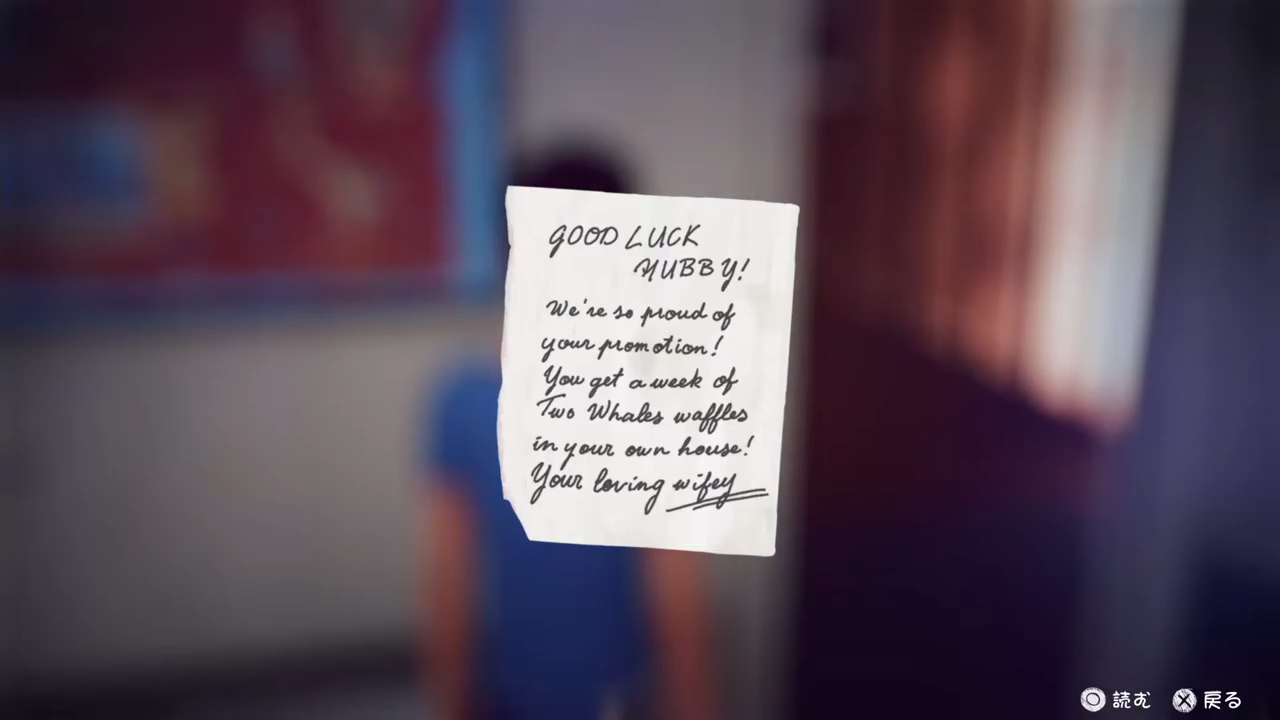 GOOD LUCK
HUBBY!
We're so proud of
your promotion!
You get a week of
Two Whales waffles
in your own house!
Your loving wifey
読む 戻る